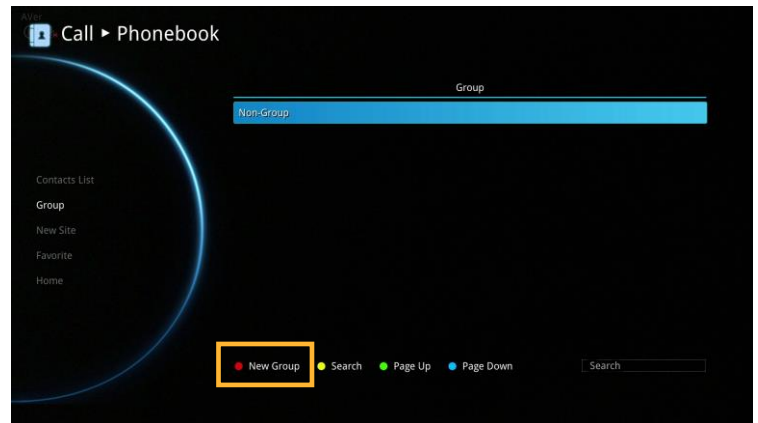 AVer
Call ▸ Phonebook
Group
Non-Group
Contacts List
Group
New Site
Favorite
Home
New Group Search Page Up Page Down Search